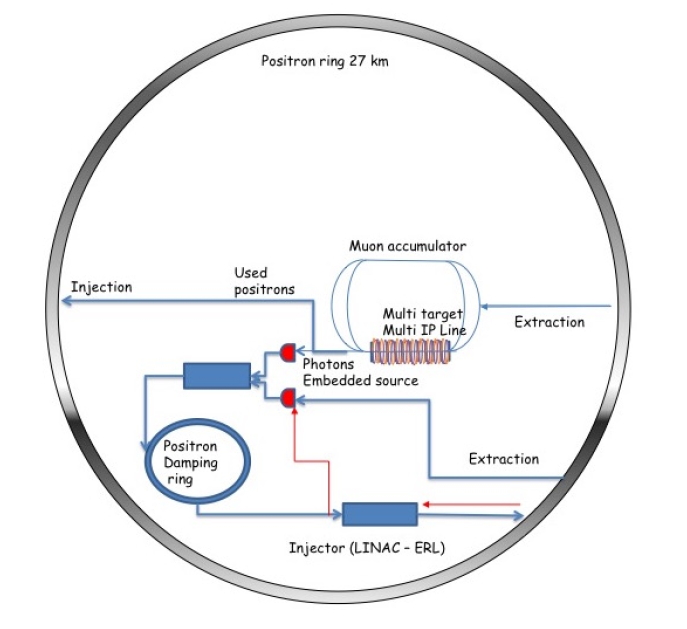 Positron ring 27 km
Muon accumulator
Injection
Used
positrons
Multi target
Multi IP Line
Extraction
Photons
Embedded source
Positron
Damping
ring
Extraction
Injector (LINAC - ERL)